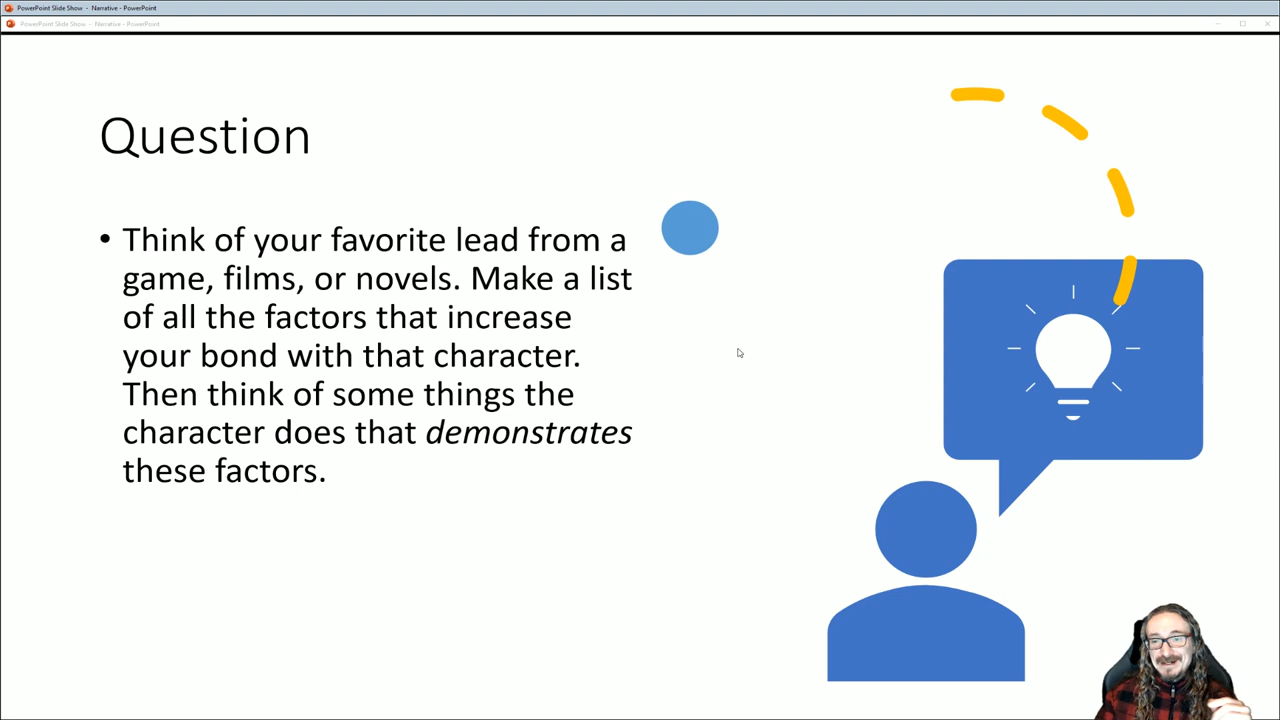 PowerPoint Slide Show - Narrative - PowerPoint
PowerPoint Slide Show - Narrative - PowerPoint
Question
• Think of your favorite lead from a
game, films, or novels. Make a list
of all the factors that increase
your bond with that character.
Then think of some things the
character does that demonstrates
these factors.